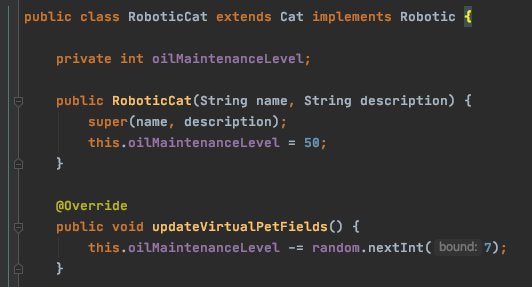 public class RoboticCat extends Cat implements Robotic {
private int oilMaintenanceLevel;
public RoboticCat(String name, String description) {
super(name, description);
this.oilMaintenanceLevel = 50;
}
@Override
public void updateVirtualPetFields() {
this.oilMaintenanceLevel -= random.nextInt( bound: 7);
}